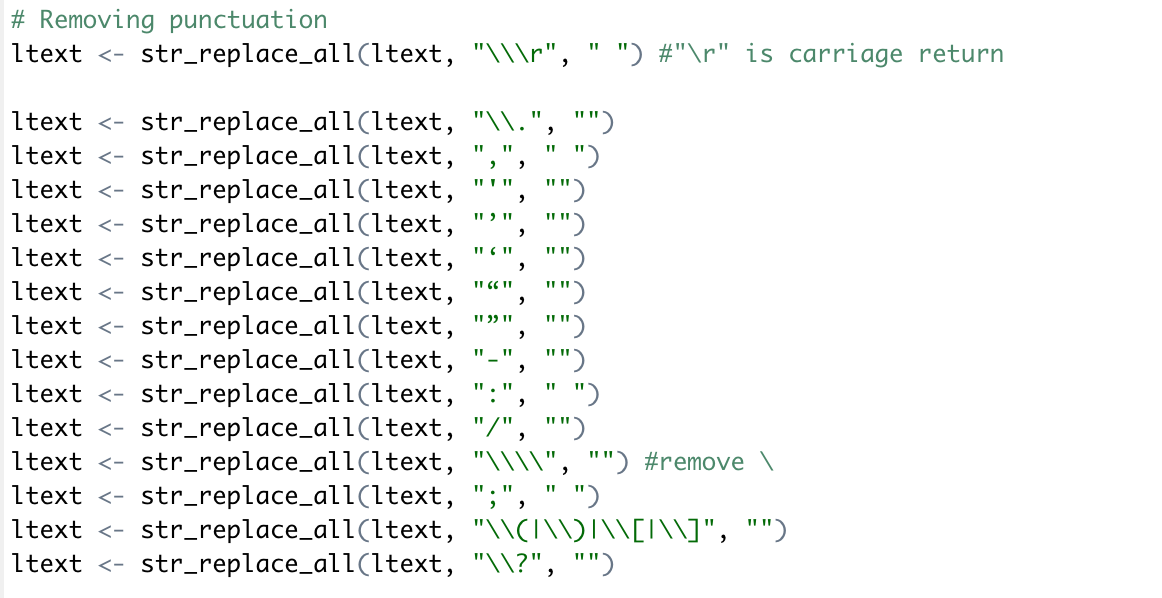 # Removing punctuation
ltext <- str_replace_all(ltext, "\\\r", " ") #"\r" is carriage return
ltext <- str_replace_all(ltext, "\\.", "")
ltext <- str_replace_all(ltext, ",", " ")
ltext <- str_replace_all(ltext, "'", "")
ltext <- str_replace_all(ltext, "’", "")
ltext <- str_replace_all(ltext, "‘", "")
ltext <- str_replace_all(ltext, "“", "")
ltext <- str_replace_all(ltext, "”", "")
ltext <- str_replace_all(ltext, "-", "")
ltext <- str_replace_all(ltext, ":", " ")
ltext <- str_replace_all(ltext, "/", "")
ltext <- str_replace_all(ltext, "\\\\", "") #remove \
ltext <- str_replace_all(ltext, ";", " ")
ltext <- str_replace_all(ltext, "\\(|\\)|\\[|\\]", "")
ltext <- str_replace_all(ltext, "\\?", "")